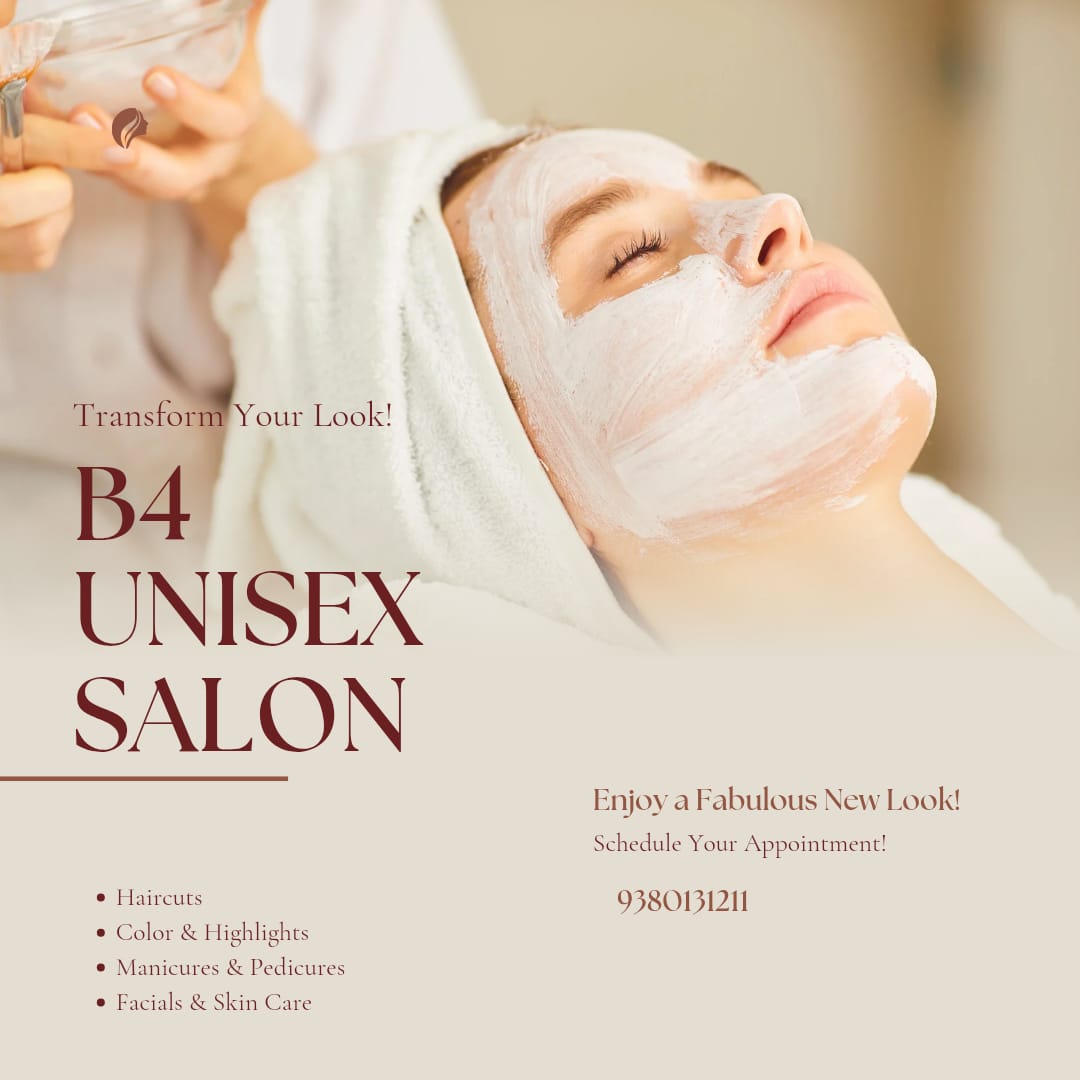 Transform Your Look!
B4
UNISEX
SALON
Enjoy a Fabulous New Look!
Schedule Your Appointment!
9380131211
• Haircuts
• Color & Highlights
• Manicures & Pedicures
• Facials & Skin Care